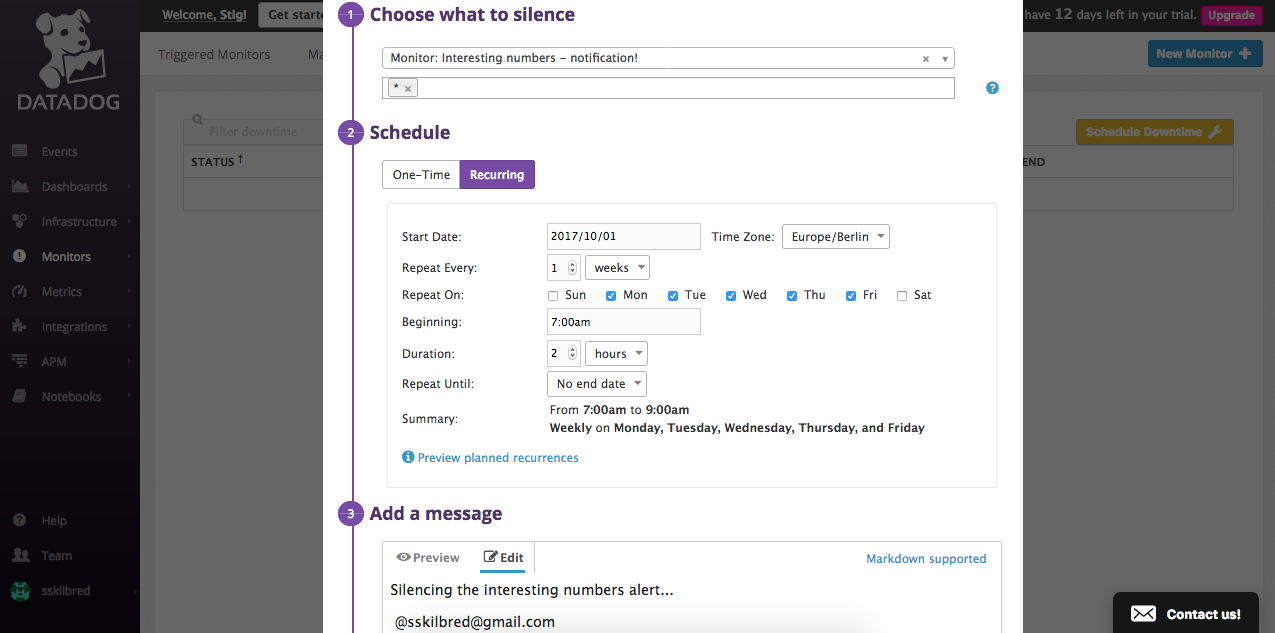 Welcome, Stig!
Get starte
have 12 days left in your trial.
Upgrade
DATADOG
Events
Dashboards
Infrastructure
Monitors
Metrics
Integrations
APM
Notebooks
Help
Team
sskilbred
Triggered Monitors
Ma
New Monitor +
Filter downtime
Schedule Downtime
STATUS ↑
END
1 Choose what to silence
Monitor: Interesting numbers – notification! × ▼
* ×
?
2 Schedule
One-Time Recurring
Start Date: 2017/10/01 Time Zone: Europe/Berlin
Repeat Every: 1 weeks
Repeat On: Sun Mon Tue Wed Thu Fri Sat
Beginning: 7:00am
Duration: 2 hours
Repeat Until: No end date
Summary: From 7:00am to 9:00am
Weekly on Monday, Tuesday, Wednesday, Thursday, and Friday
Preview planned recurrences
3 Add a message
Preview Edit Markdown supported
Silencing the interesting numbers alert...
@sskilbred@gmail.com
Contact us!